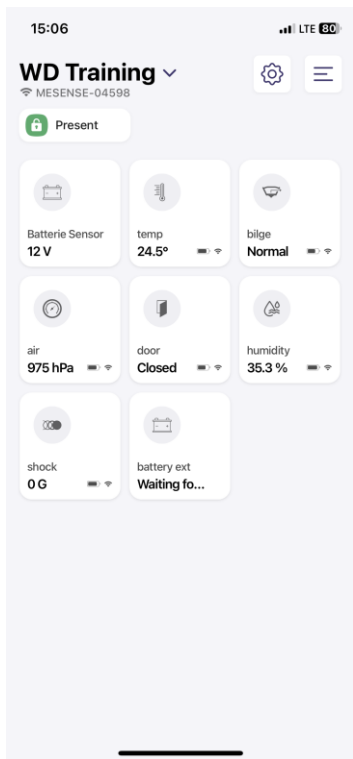 15:06
LTE 80
WD Training
MESENSE-04598
Present
Batterie Sensor
12 V
temp
24.5°
bilge
Normal
air
975 hPa
door
Closed
humidity
35.3 %
shock
0 G
battery ext
Waiting fo...